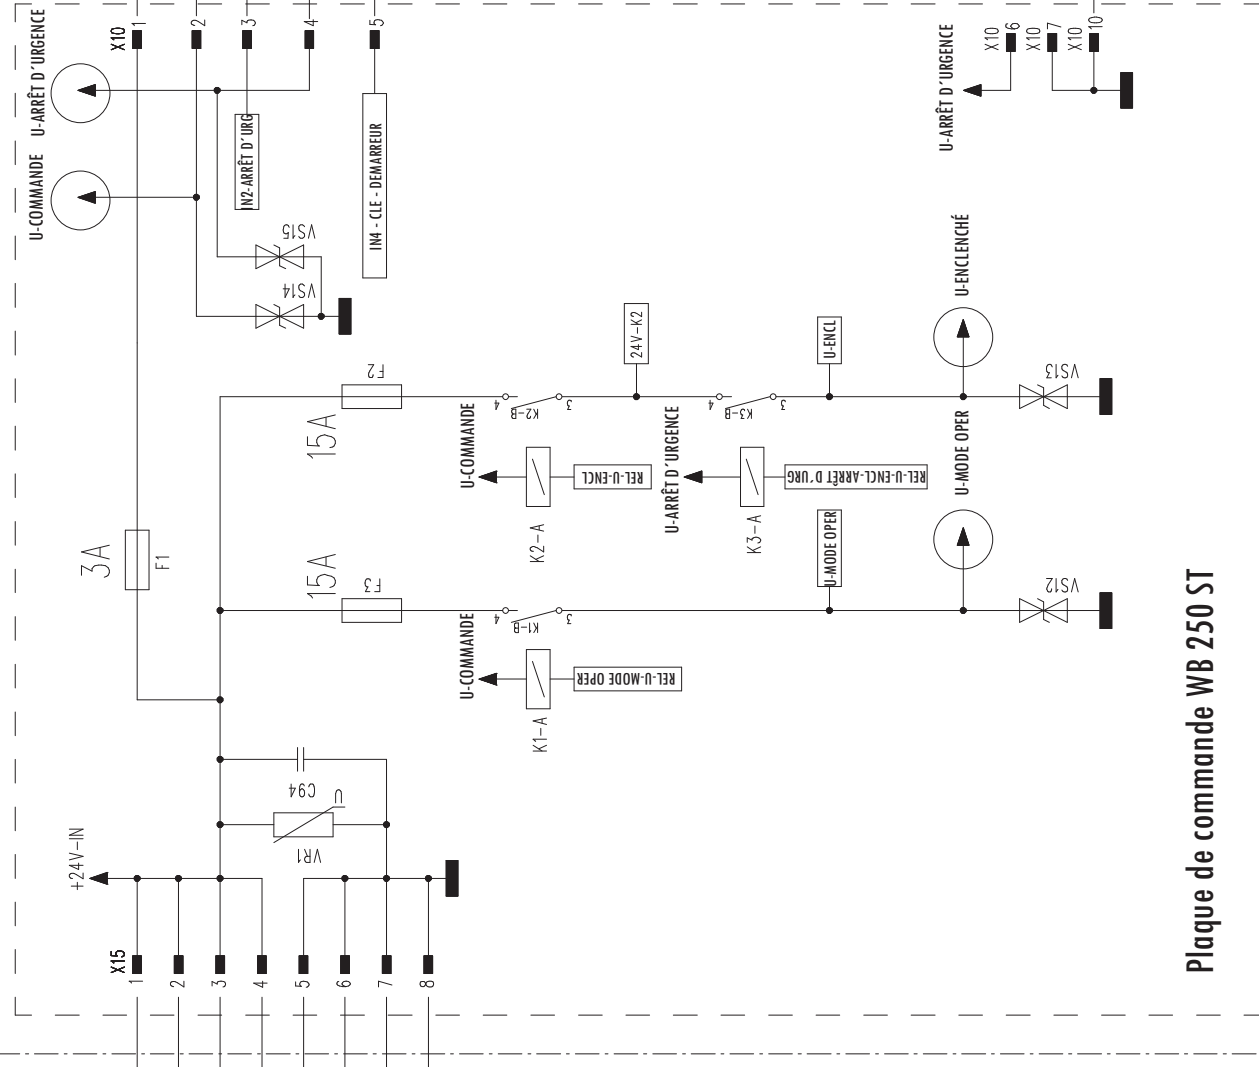 U-ARRÊT D'URGENCE
X10
1
2
3
4
5
U-ARRÊT D'URGENCE
X10
6
X10
7
X10
10
U-COMMANDE
IN2-ARRÊT D'URG
IN4 - CLE - DEMARREUR
VS15
VS14
24V-K2
U-ENCL
U-ENCLENCHÉ
F2
15A
4
K2-B
3
4
K3-B
3
VS13
U-COMMANDE
REL-U-ENCL
K2-A
U-ARRÊT D'URGENCE
REL-U-ENCL-ARRÊT D'URG
K3-A
U-MODE OPER
U-MODE OPER
3A
F1
15A
F3
4
K1-B
3
VS12
U-COMMANDE
REL-U-MODE OPER
K1-A
C94
U
VR1
+24V-IN
X15
1
2
3
4
5
6
7
8
Plaque de commande WB 250 ST